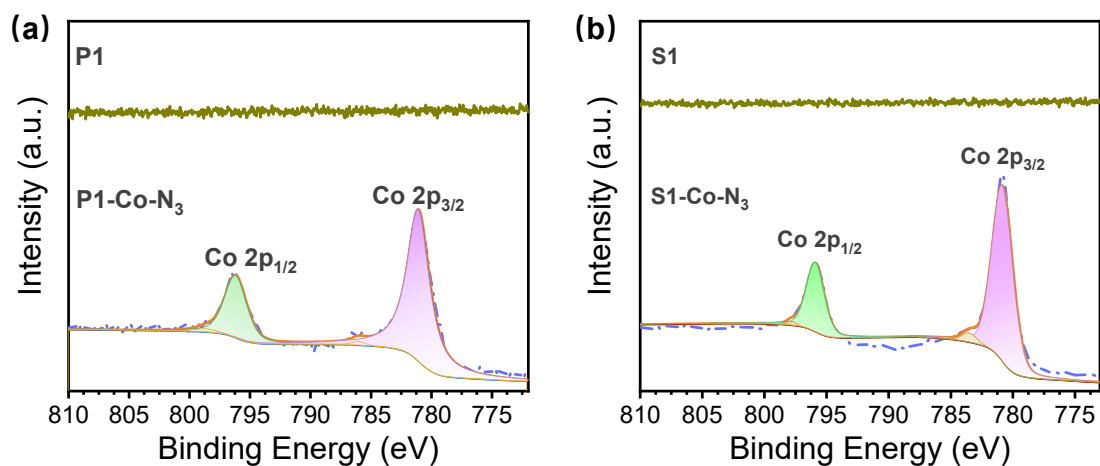 (a)
P1
P1-Co-N₃
Co 2p₁/₂
Co 2p₃/₂
Intensity (a.u.)
810 805 800 795 790 785 780 775
Binding Energy (eV)
(b)
S1
S1-Co-N₃
Co 2p₁/₂
Co 2p₃/₂
Intensity (a.u.)
810 805 800 795 790 785 780 775
Binding Energy (eV)